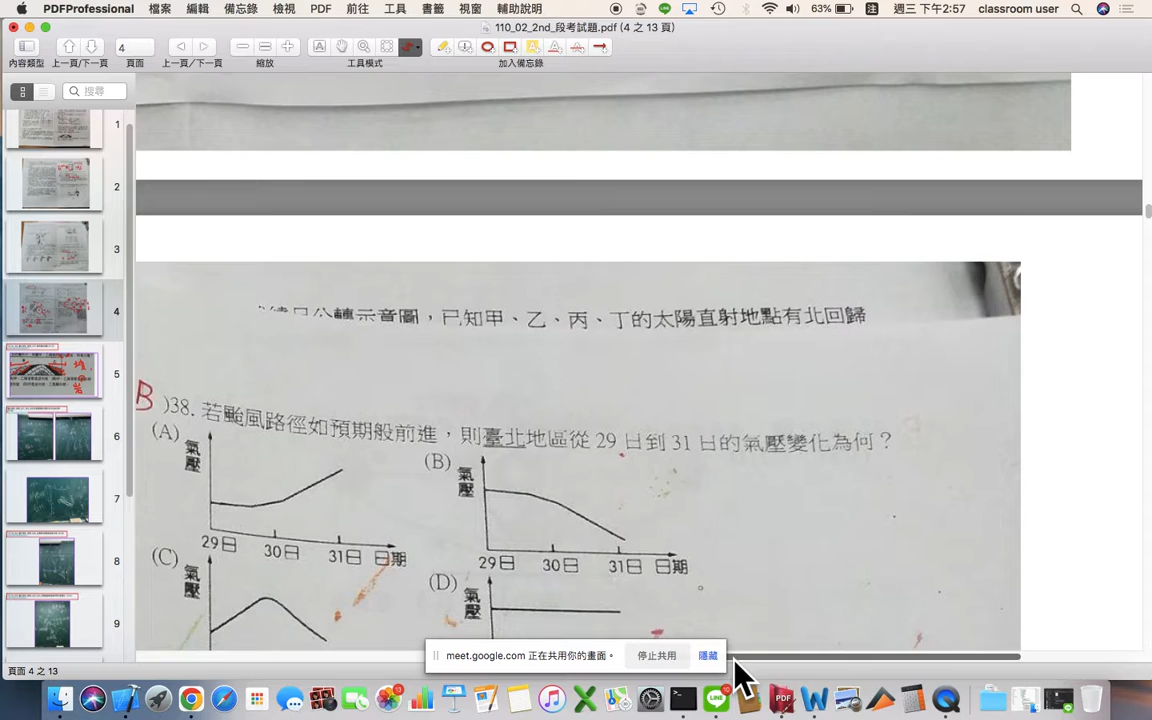 PDFProfessional 檔案 編輯 備忘錄 檢視 PDF 前往 工具 書籤 視窗 輔助說明 63% 注 週三 下午2:57 classroom user
110_02_2nd_段考試題.pdf (4 之 13 頁)
4
內容類型 上一頁/下一頁 頁面 上一頁/下一頁 縮放 工具模式 加入備忘錄
搜尋
1
2
3
4
5
6
7
8
9
公轉示意圖，已知甲、乙、丙、丁的太陽直射地點有北回歸
B )38. 若颱風路徑如預期般前進，則臺北地區從 29 日到 31 日的氣壓變化為何？
(A) 氣壓 29日 30日 31日 日期
(B) 氣壓 29日 30日 31日 日期
(C) 氣壓
(D) 氣壓
meet.google.com 正在共用你的畫面。 停止共用 隱藏
頁面 4 之 13